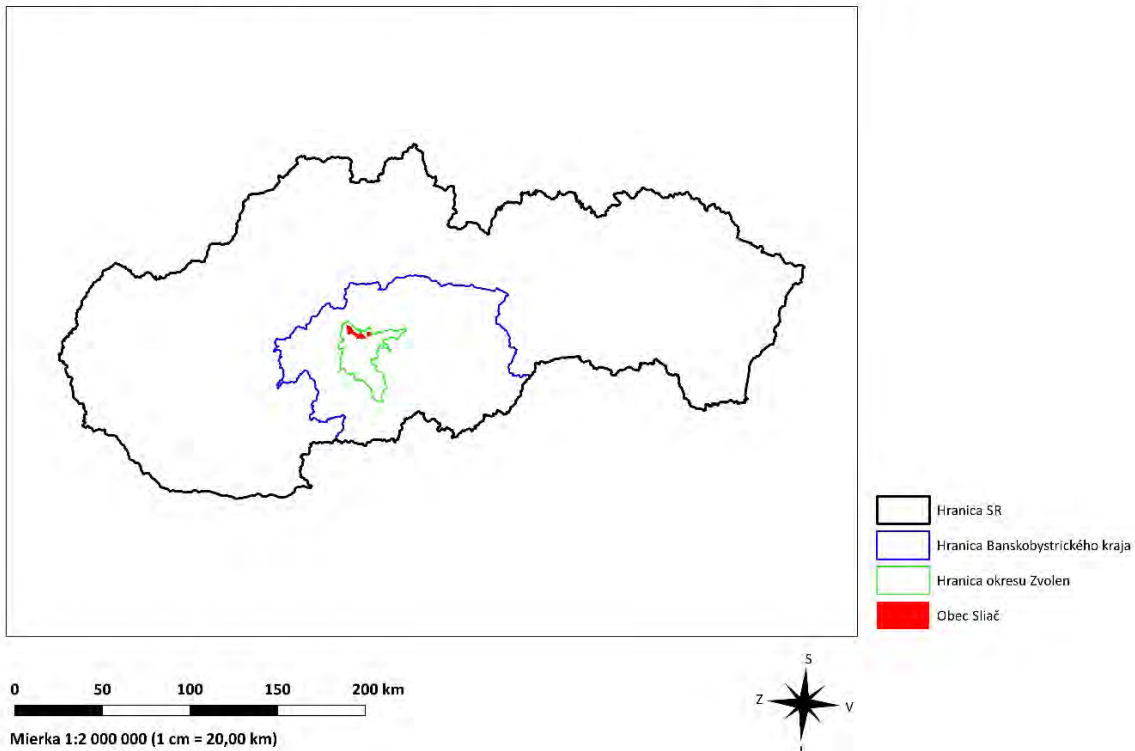 Hranica SR
Hranica Banskobystrického kraja
Hranica okresu Zvolen
Obec Sliač
0 50 100 150 200 km
Mierka 1:2 000 000 (1 cm = 20,00 km)
S
Z V